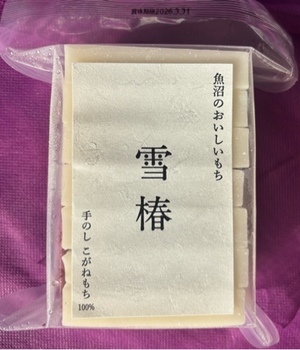 賞味期限2026.3.31
魚沼のおいしいもち
雪椿
手のし こがねもち
100%